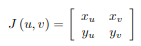 J (u, v) = [ x_u x_v
y_u y_v ]